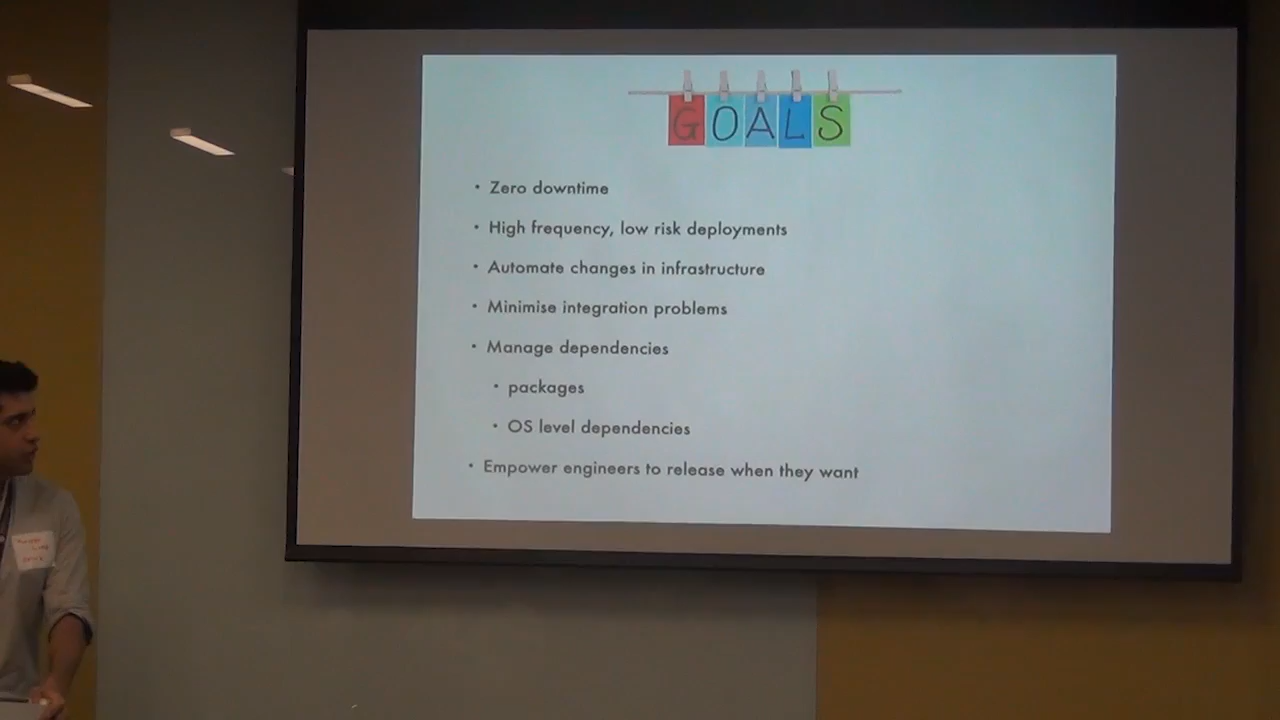 GOALS
• Zero downtime
• High frequency, low risk deployments
• Automate changes in infrastructure
• Minimise integration problems
• Manage dependencies
• packages
• OS level dependencies
• Empower engineers to release when they want